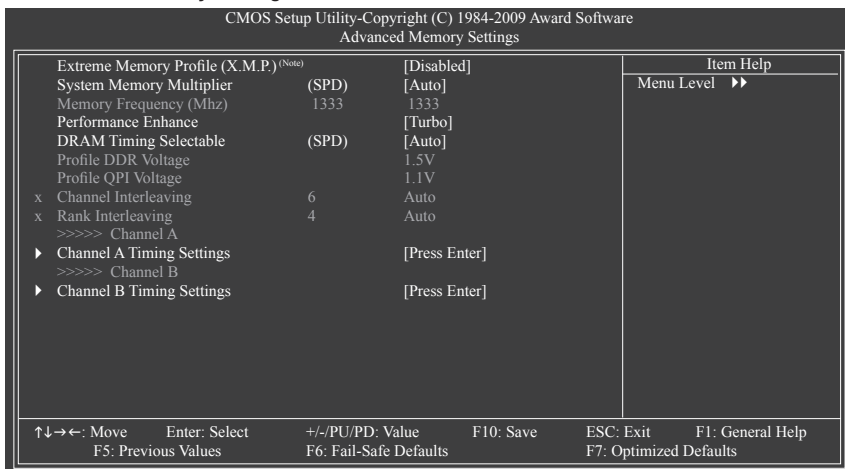 CMOS Setup Utility-Copyright (C) 1984-2009 Award Software
Advanced Memory Settings
Extreme Memory Profile (X.M.P.) (Note) [Disabled]
System Memory Multiplier (SPD) [Auto]
Memory Frequency (Mhz) 1333 1333
Performance Enhance [Turbo]
DRAM Timing Selectable (SPD) [Auto]
Profile DDR Voltage 1.5V
Profile QPI Voltage 1.1V
x Channel Interleaving 6 Auto
x Rank Interleaving 4 Auto
>>>>> Channel A
Channel A Timing Settings [Press Enter]
>>>>> Channel B
Channel B Timing Settings [Press Enter]
Item Help
Menu Level
↑↓→←: Move Enter: Select +/-/PU/PD: Value F10: Save ESC: Exit F1: General Help
F5: Previous Values F6: Fail-Safe Defaults F7: Optimized Defaults